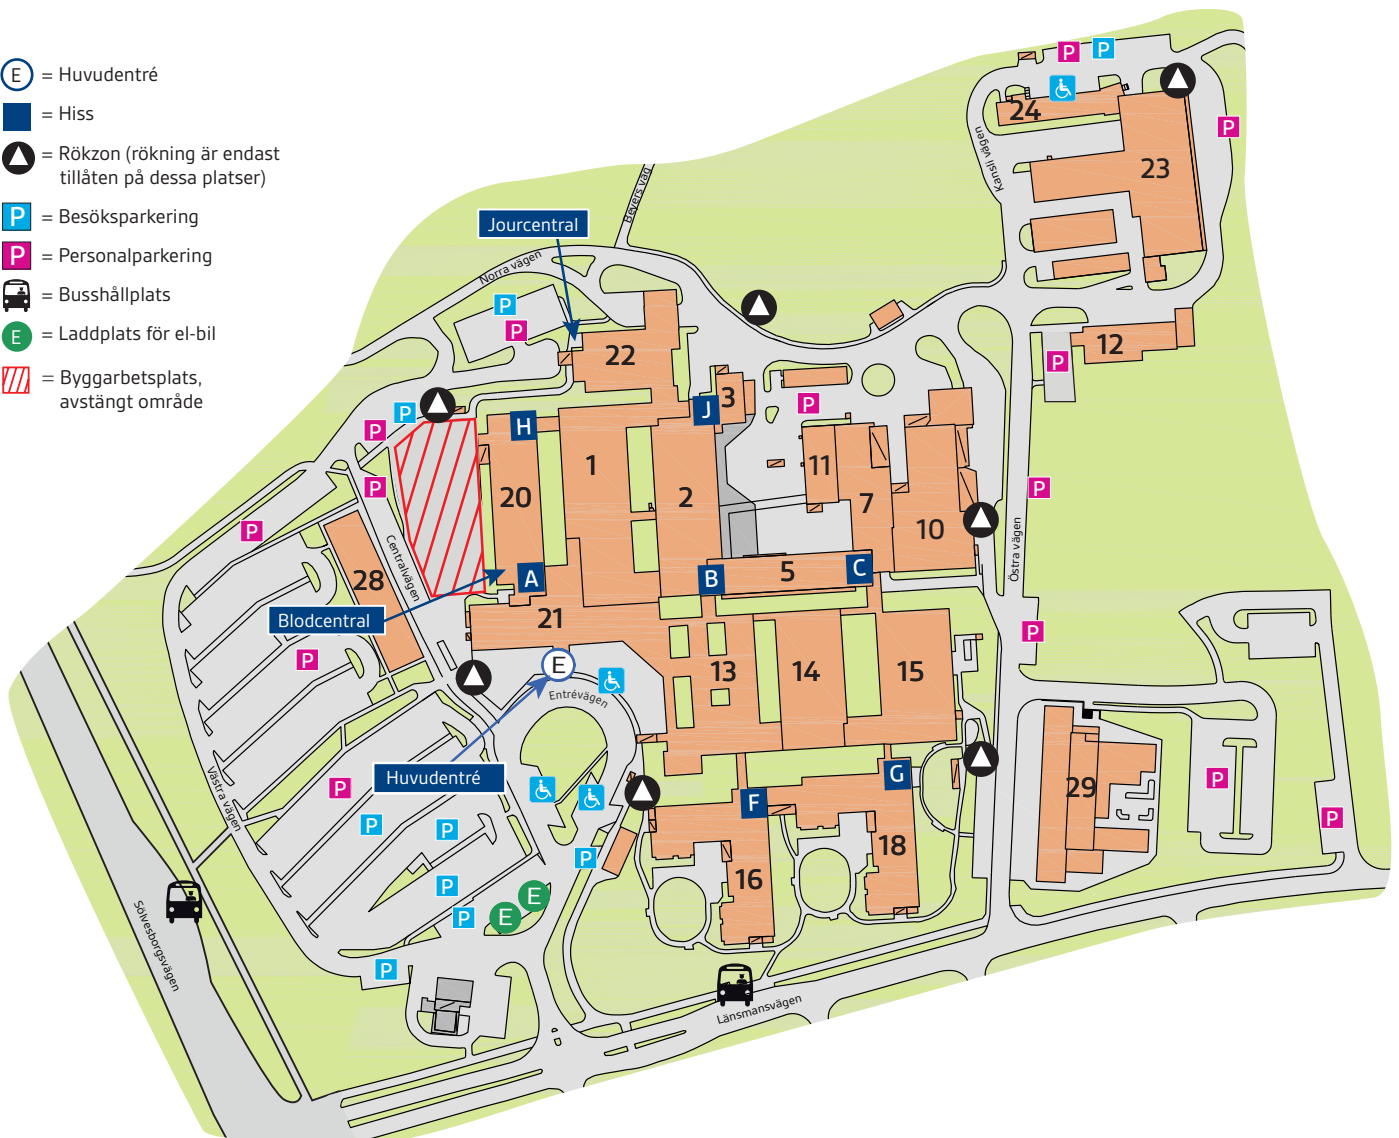 E = Huvudentré
= Hiss
= Rökzon (rökning är endast
tillåten på dessa platser)
P = Besöksparkering
P = Personalparkering
= Busshållplats
E = Laddplats för el-bil
= Byggarbetsplats,
avstängt område
P P
24
P
23
Kansli vägen
Bevers väg
Jourcentral
Norra vägen
P
P
22
12
P
3
J
P
P
H
P
1
11
20
2
7
P
P
10
P
Östra vägen
Centralvägen
28
A
B
5
C
Blodcentral
21
P
P
E
13
14
15
Entrévägen
Huvudentré
G
P
29
P
F
Västra vägen
P
P
P
18
P
16
P
E
E
P
P
Sölvesborgsvägen
Länsmansvägen